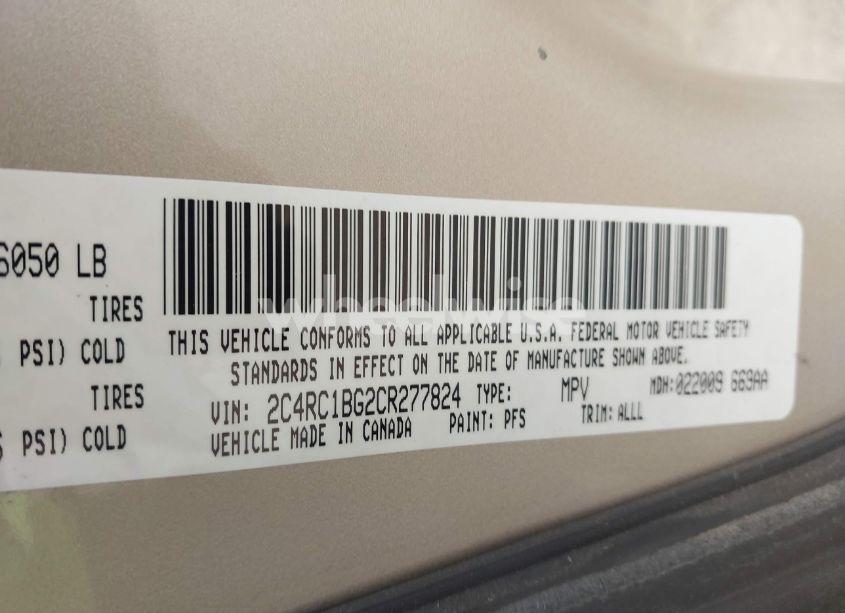 6050 LB
TIRES
PSI) COLD
TIRES
PSI) COLD
wheelwise
THIS VEHICLE CONFORMS TO ALL APPLICABLE U.S.A. FEDERAL MOTOR VEHICLE SAFETY
STANDARDS IN EFFECT ON THE DATE OF MANUFACTURE SHOWN ABOVE.
VIN: 2C4RC1BG2CR277824 TYPE: MPV MDH: 022009 669AA
VEHICLE MADE IN CANADA PAINT: PFS TRIM: ALLL